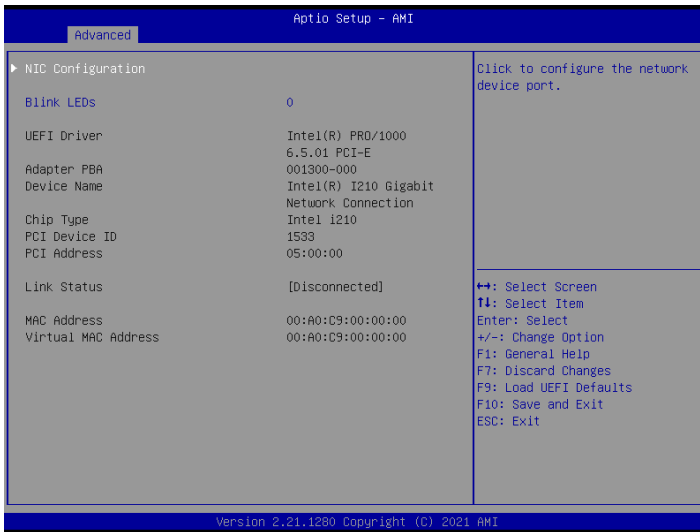 Aptio Setup – AMI
Advanced
▶ NIC Configuration
Blink LEDs 0
UEFI Driver Intel(R) PRO/1000
6.5.01 PCI-E
Adapter PBA 001300-000
Device Name Intel(R) I210 Gigabit
Network Connection
Chip Type Intel i210
PCI Device ID 1533
PCI Address 05:00:00
Link Status [Disconnected]
MAC Address 00:A0:C9:00:00:00
Virtual MAC Address 00:A0:C9:00:00:00
Click to configure the network
device port.
↔: Select Screen
↑↓: Select Item
Enter: Select
+/-: Change Option
F1: General Help
F7: Discard Changes
F9: Load UEFI Defaults
F10: Save and Exit
ESC: Exit
Version 2.21.1280 Copyright (C) 2021 AMI